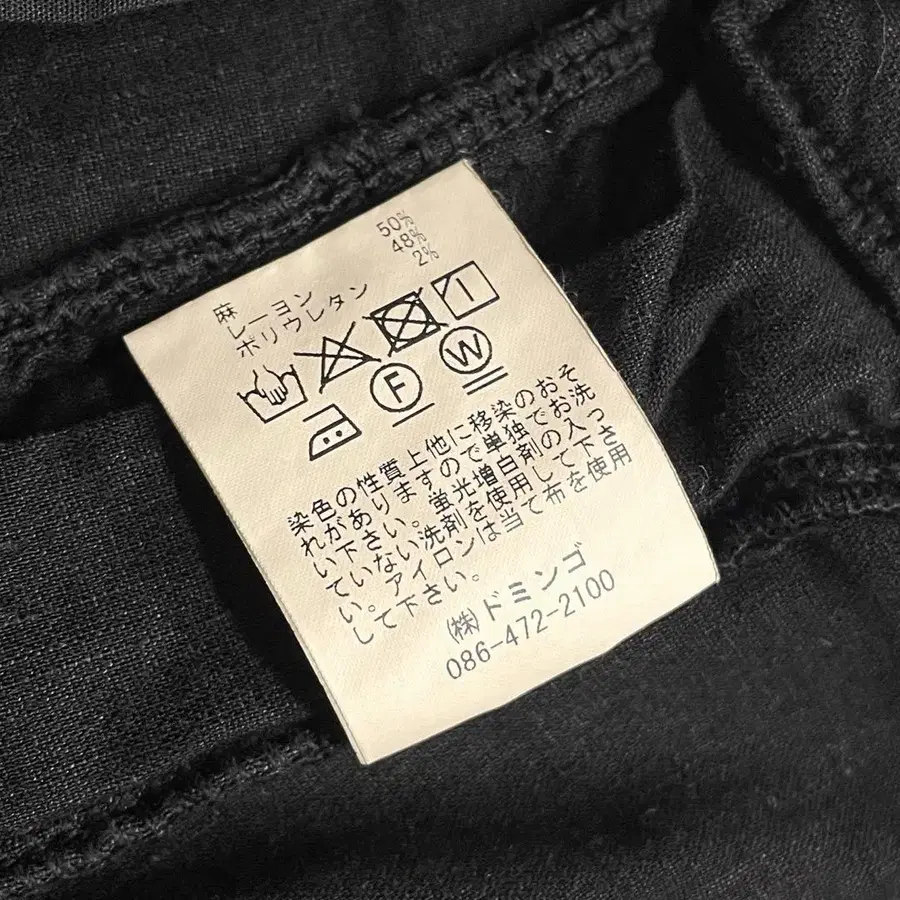 麻 50%
レーヨン 48%
ポリウレタン 2%
F W
染色の性質上他に移染のおそ
れがありますので単独でお洗
い下さい。蛍光増白剤の入っ
ていない洗剤を使用して下さ
い。アイロンは当て布を使用
して下さい。
㈱ドミンゴ
086-472-2100